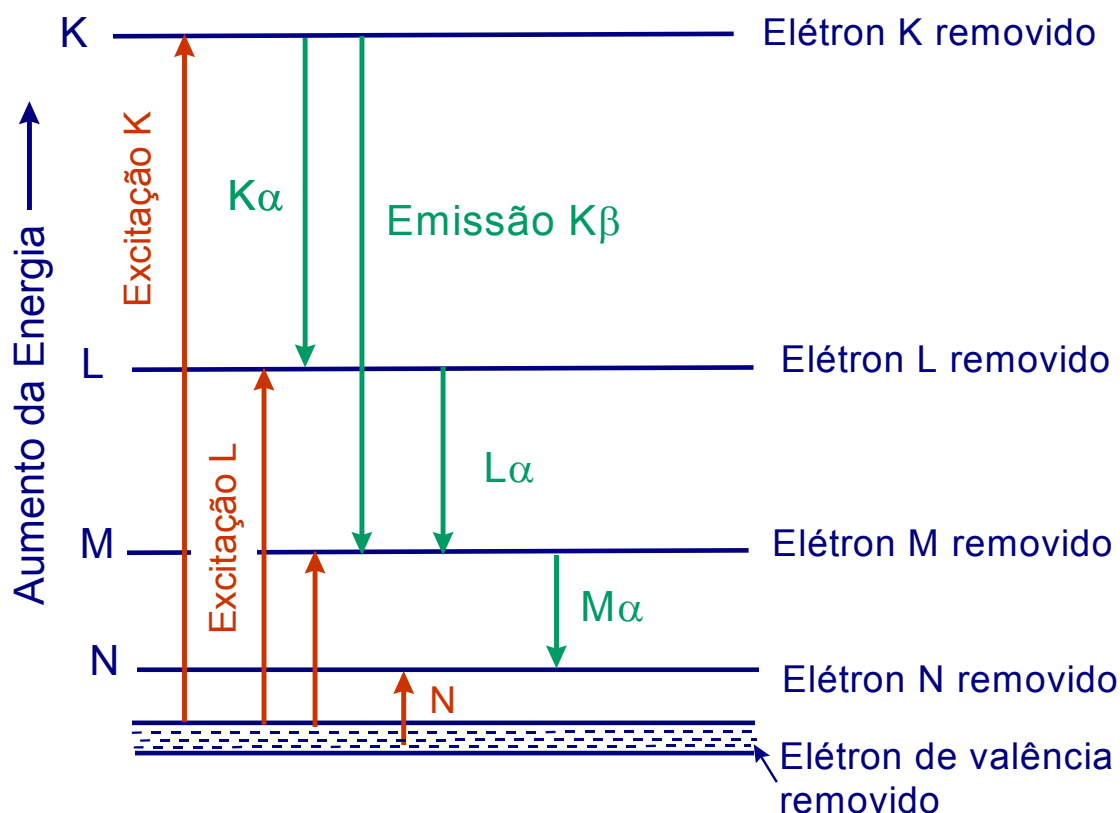 K
Elétron K removido
Aumento da Energia
Excitação K
Kα
Emissão Kβ
L
Elétron L removido
Excitação L
Lα
M
Elétron M removido
Mα
N
Elétron N removido
N
Elétron de valência
removido